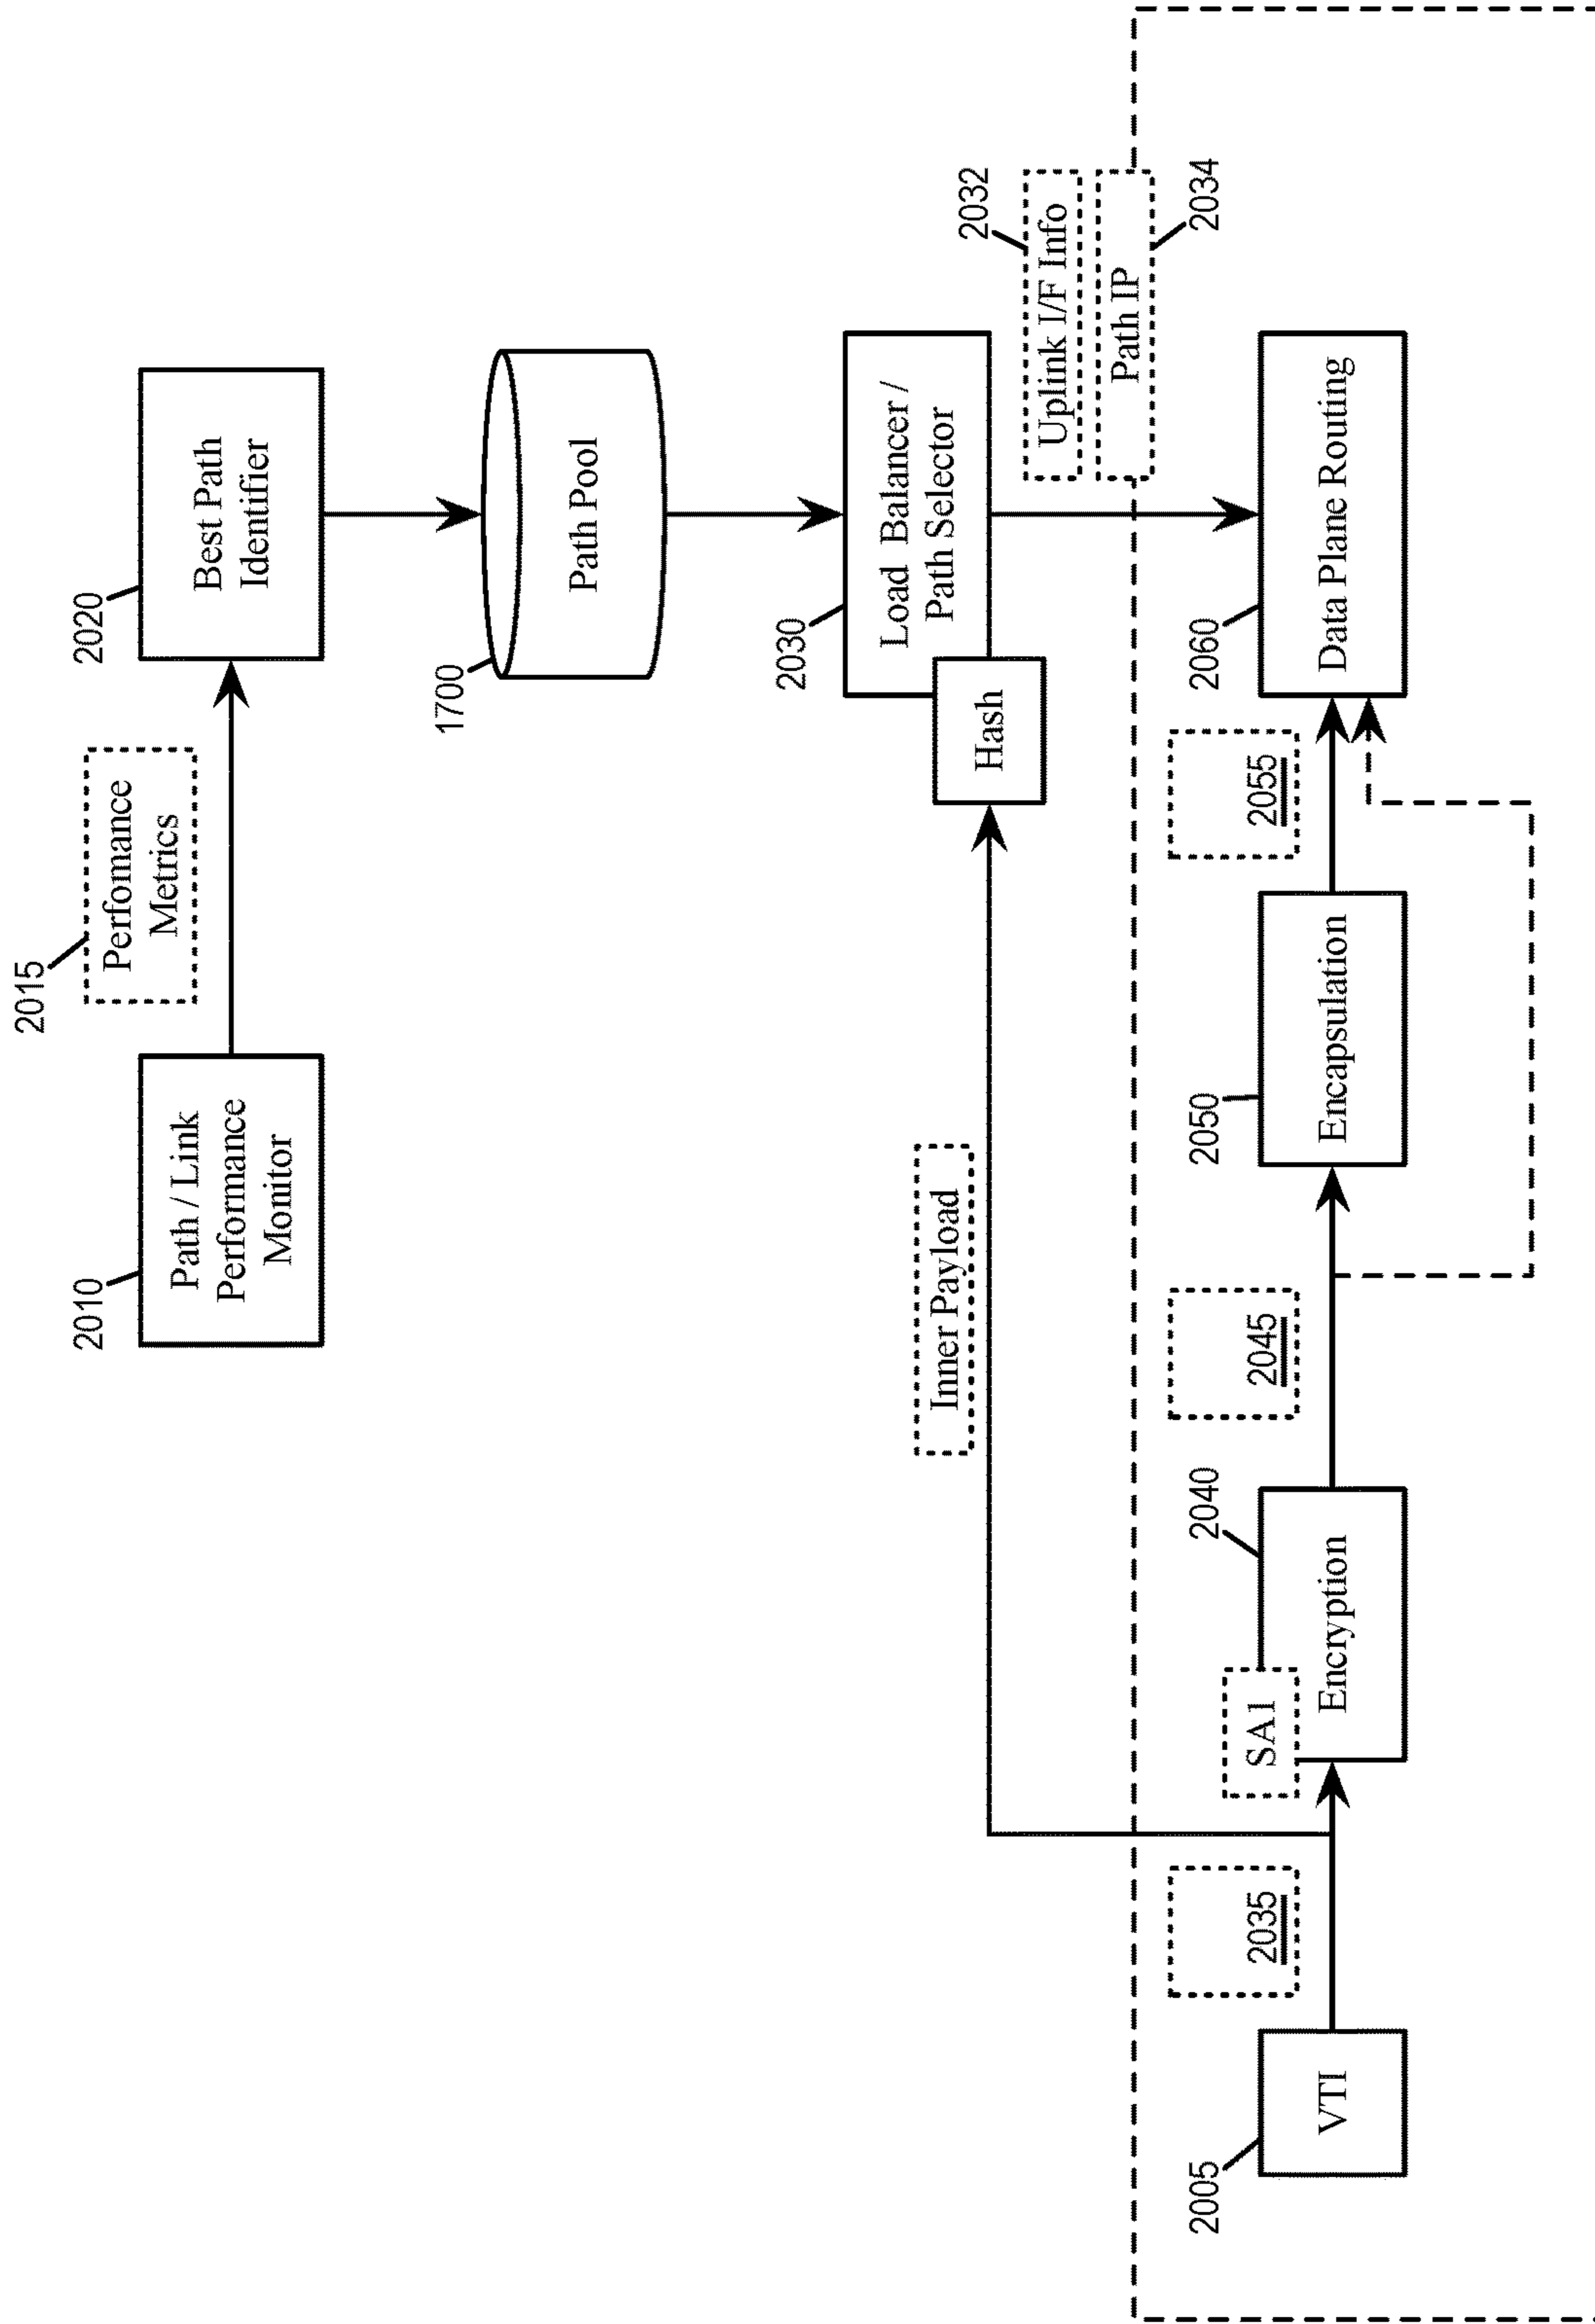 2015
Perfomance
Metrics
2010
Path / Link
Performance
Monitor
2020
Best Path
Identifier
1700
Path Pool
2030
Load Balancer /
Path Selector
Hash
Inner Payload
2032
Uplink I/F Info
Path IP
2034
2005
VTI
2035
SA1
2040
Encryption
2045
2050
Encapsulation
2055
2060
Data Plane Routing